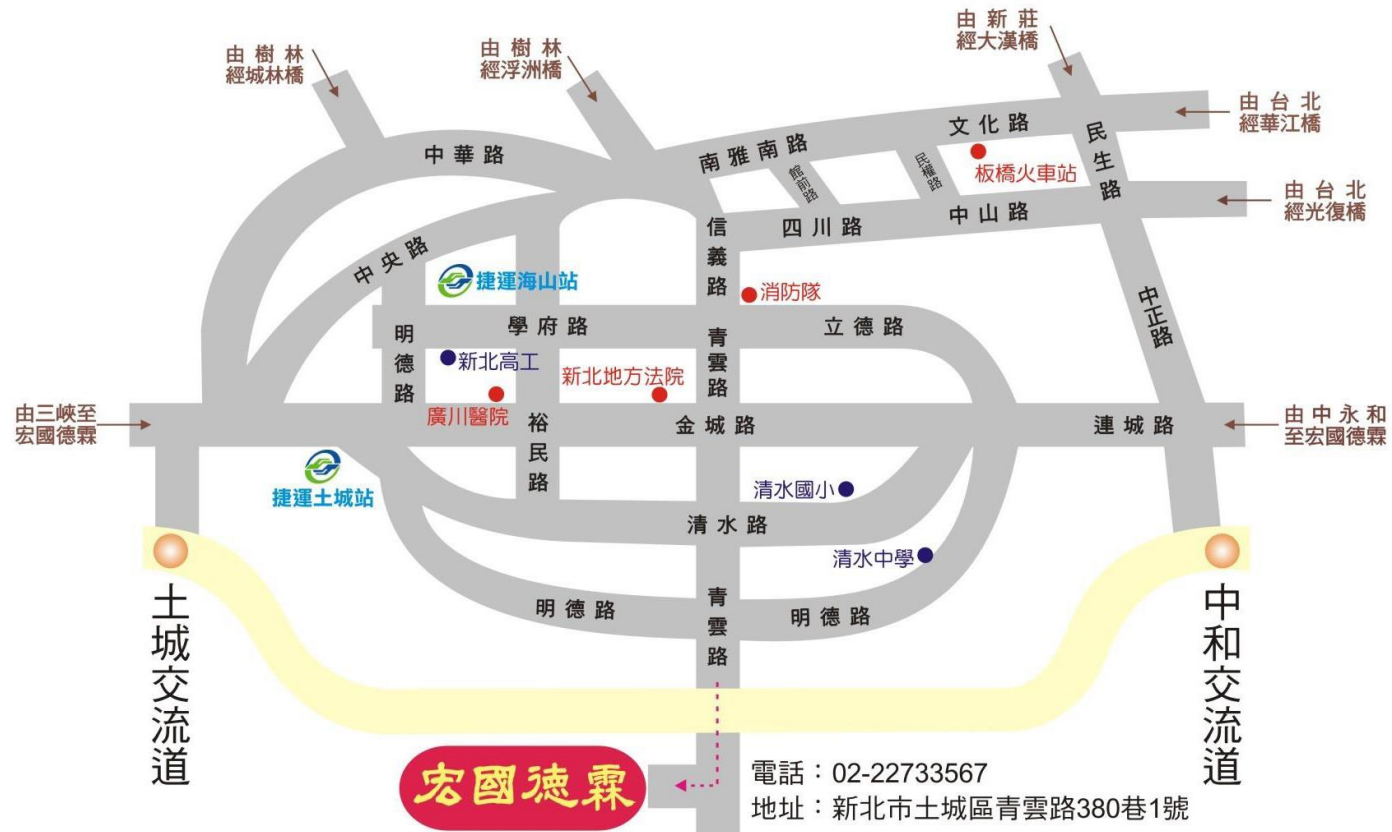 由新莊
經大漢橋
由樹林
經城林橋
由樹林
經浮洲橋
由台北
經華江橋
文化路
民生路
南雅南路
中華路
館前路
民權路
板橋火車站
由台北
經光復橋
中山路
四川路
信義路
中央路
捷運海山站
消防隊
中正路
學府路
立德路
明德路
青雲路
新北高工
新北地方法院
廣川醫院
由三峽至
宏國德霖
裕民路
金城路
連城路
由中永和
至宏國德霖
捷運土城站
清水國小
清水路
清水中學
明德路
青雲路
明德路
土城交流道
中和交流道
宏國德霖
電話：02-22733567
地址：新北市土城區青雲路380巷1號